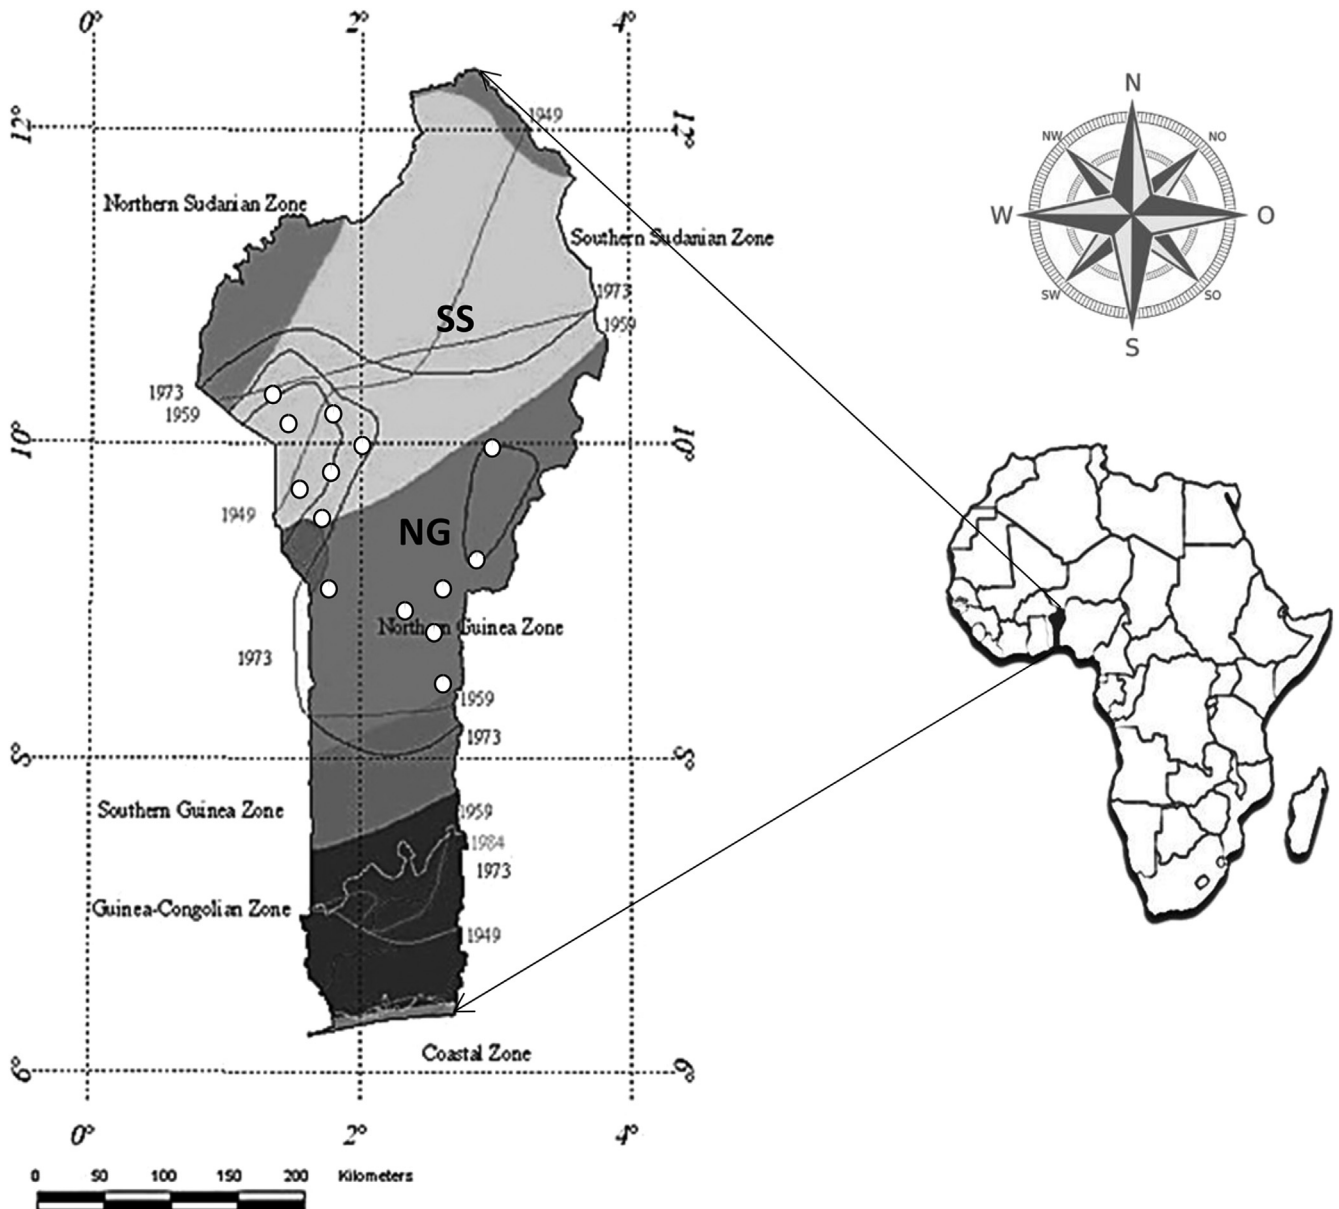 0°
2°
4°
12°
1949
12°
Northern Sudanian Zone
Southern Sudanian Zone
1973
SS
1959
1973
1959
10°
10°
1949
NG
Northern Guinea Zone
1973
1959
1973
8°
8°
Southern Guinea Zone
1959
1984
1973
Guinea-Congolian Zone
1949
Coastal Zone
6°
6°
0°
2°
4°
0 50 100 150 200 Kilometers
N
NW
NO
W
O
SW
SO
S